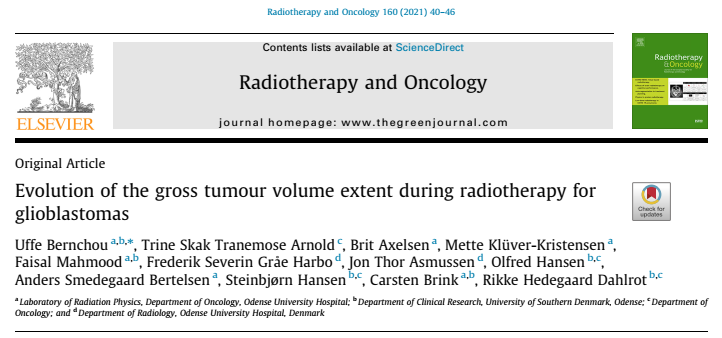 Radiotherapy and Oncology 160 (2021) 40–46
Contents lists available at ScienceDirect
Radiotherapy and Oncology
journal homepage: www.thegreenjournal.com
ELSEVIER
Radiotherapy
&Oncology
Original Article
Evolution of the gross tumour volume extent during radiotherapy for
glioblastomas
Check for
updates
Uffe Bernchou a,b,*, Trine Skak Tranemose Arnold c, Brit Axelsen a, Mette Klüver-Kristensen a,
Faisal Mahmood a,b, Frederik Severin Gråe Harbo d, Jon Thor Asmussen d, Olfred Hansen b,c,
Anders Smedegaard Bertelsen a, Steinbjørn Hansen b,c, Carsten Brink a,b, Rikke Hedegaard Dahlrot b,c
a Laboratory of Radiation Physics, Department of Oncology, Odense University Hospital; b Department of Clinical Research, University of Southern Denmark, Odense; c Department of
Oncology; and d Department of Radiology, Odense University Hospital, Denmark